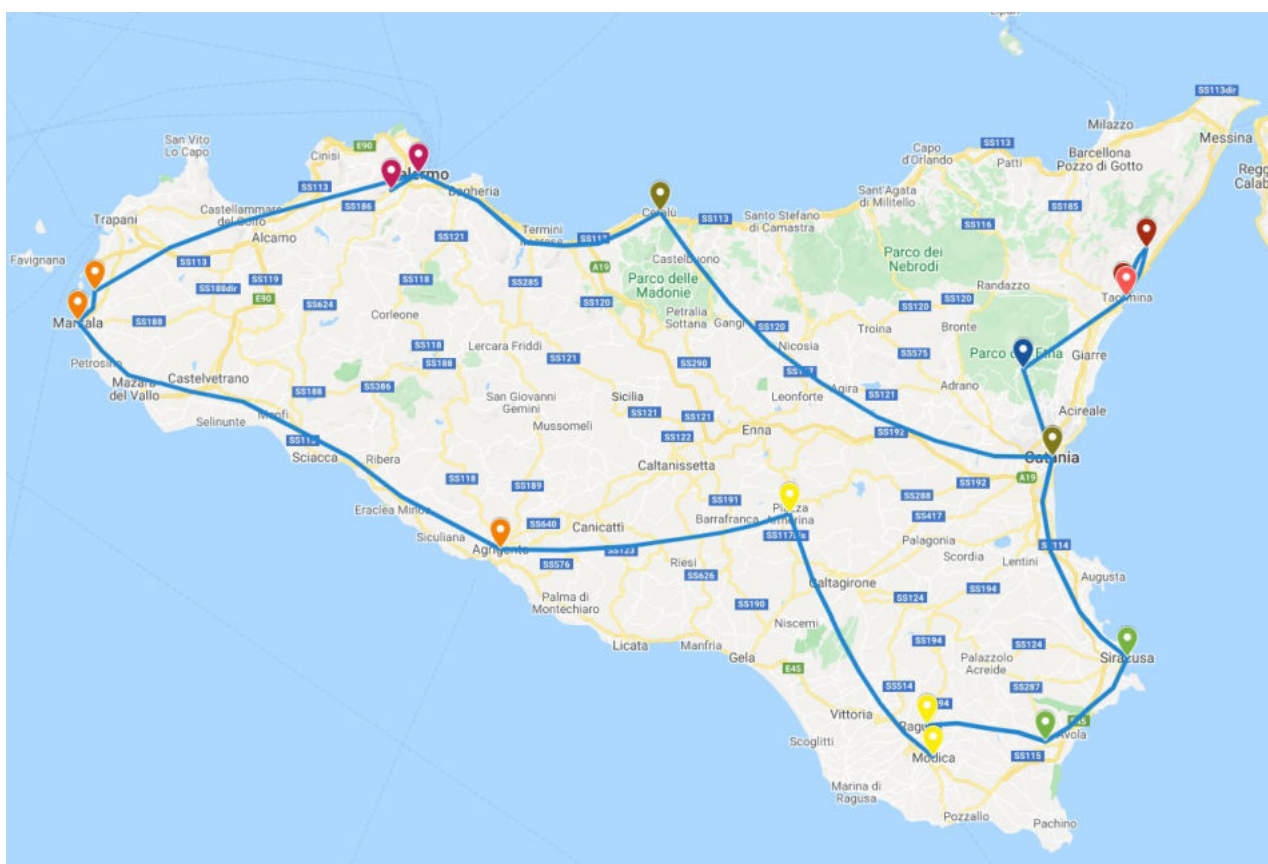 SS113dir
Milazzo
Messina
San Vito
Lo Capo
Cinisi
E90
Capo
d'Orlando
SS113
Patti
Barcellona
Pozzo di Gotto
Reggio
Calab
SS113
Bagheria
Castellammare
SS186
Trapani
Alcamo
SS121
Termini
SS113
Santo Stefano
di Camastra
Sant'Agata
di Militello
SS116
SS185
Favignana
SS113
SS119
SS188dir
E90
SS118
SS285
A19
Castelbuono
Parco delle
Madonie
Parco dei
Nebrodi
Randazzo
SS624
Corleone
SS120
Petralia
Sottana
Gangi
SS120
SS120
SS120
Troina
Bronte
SS188
SS118
SS188
Lercara Friddi
SS121
SS290
Nicosia
SS575
Giarre
Petrosino
Mazara
del Vallo
Castelvetrano
SS386
SS188
San Giovanni
Gemini
Sicilia
SS121
SS121
Leonforte
Agira
SS121
Adrano
Acireale
Selinunte
Mussomeli
SS122
Enna
SS192
Sciacca
Ribera
Caltanissetta
SS118
SS189
SS191
SS288
SS192
A19
Eraclea Minoa
Siculiana
SS640
Canicatti
Barrafranca
SS417
Palagonia
Scordia
Lentini
SS114
Agrigento
SS576
SS123
Riesi
SS626
Augusta
Palma di
Montechiaro
SS190
Caltagirone
SS124
SS194
Niscemi
Licata
Manfria
Gela
SS194
SS124
Siracusa
E45
Palazzolo
Acreide
SS514
SS287
Vittoria
Scoglitti
SS115
Modica
Marina di
Ragusa
Pozzallo
Pachino